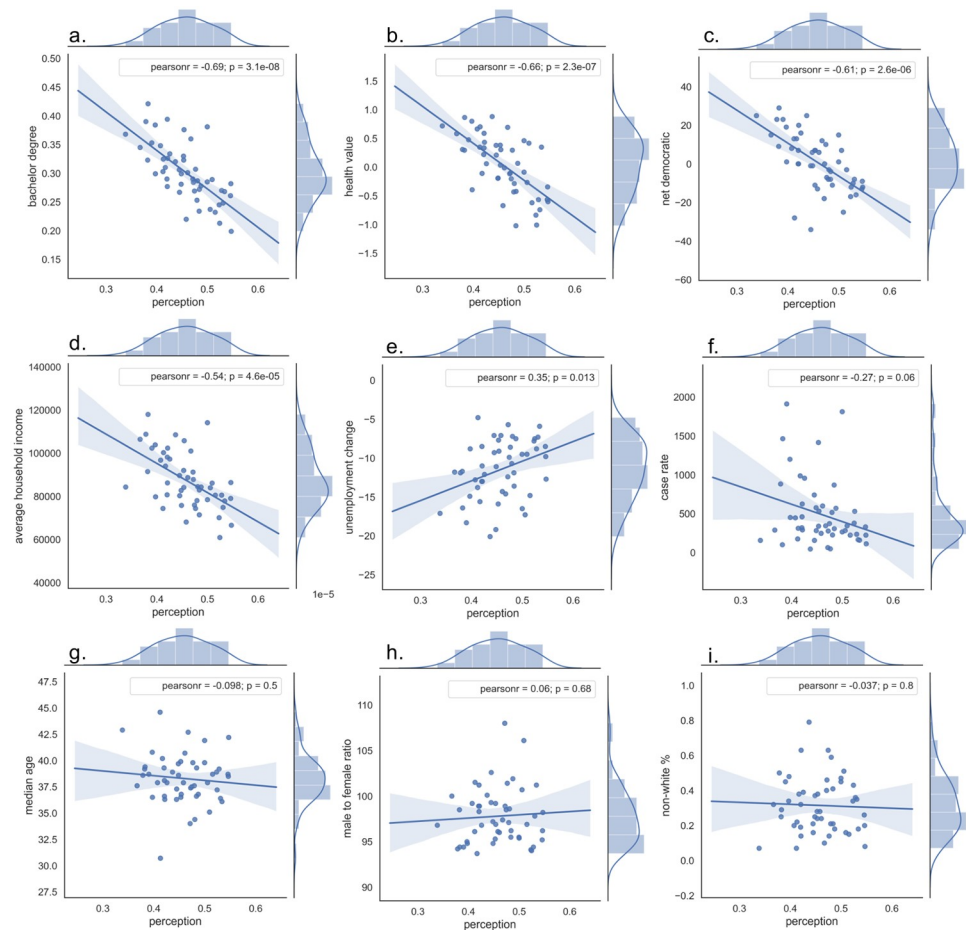 a.
pearsonr = -0.69; p = 3.1e-08
0.50
0.45
0.40
0.35
0.30
0.25
0.20
0.15
bachelor degree
0.3 0.4 0.5 0.6
perception
b.
pearsonr = -0.66; p = 2.3e-07
1.5
1.0
0.5
0.0
−0.5
−1.0
−1.5
health value
0.3 0.4 0.5 0.6
perception
c.
pearsonr = -0.61; p = 2.6e-06
40
20
0
−20
−40
−60
net democratic
0.3 0.4 0.5 0.6
perception
d.
pearsonr = -0.54; p = 4.6e-05
140000
120000
100000
80000
60000
40000
average household income
1e−5
0.3 0.4 0.5 0.6
perception
e.
pearsonr = 0.35; p = 0.013
0
−5
−10
−15
−20
−25
unemployment change
0.3 0.4 0.5 0.6
perception
f.
pearsonr = -0.27; p = 0.06
2000
1500
1000
500
0
case rate
0.3 0.4 0.5 0.6
perception
g.
pearsonr = -0.098; p = 0.5
47.5
45.0
42.5
40.0
37.5
35.0
32.5
30.0
27.5
median age
0.3 0.4 0.5 0.6
perception
h.
pearsonr = 0.06; p = 0.68
110
105
100
95
90
male to female ratio
0.3 0.4 0.5 0.6
perception
i.
pearsonr = -0.037; p = 0.8
1.0
0.8
0.6
0.4
0.2
0.0
−0.2
non-white %
0.3 0.4 0.5 0.6
perception